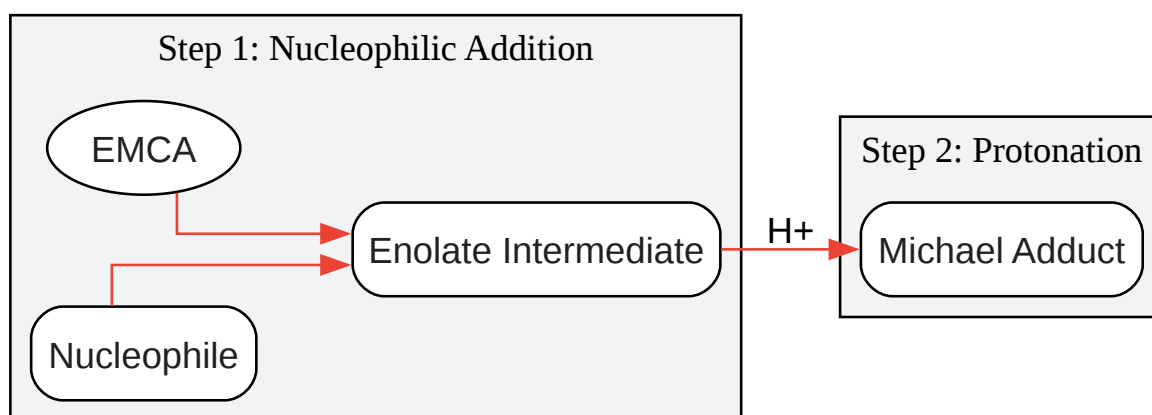 Step 1: Nucleophilic Addition
EMCA
Nucleophile
Enolate Intermediate
H+
Step 2: Protonation
Michael Adduct